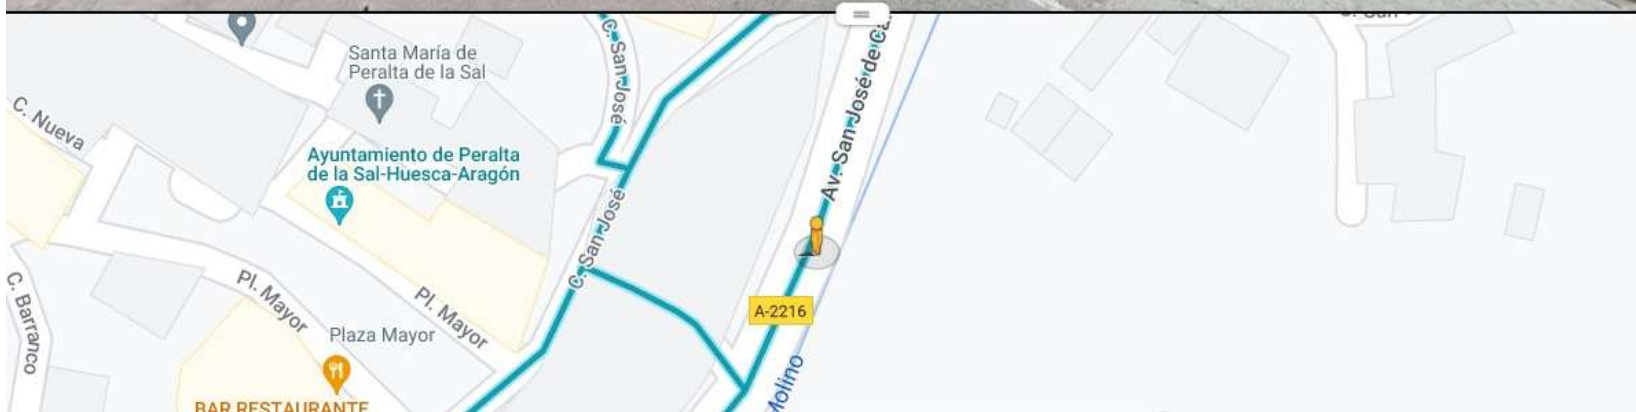 C. San José
Av. San José de Ca
Santa María de
Peralta de la Sal
C. Nueva
Ayuntamiento de Peralta
de la Sal-Huesca-Aragón
C. San José
C. Barranco
Pl. Mayor
Pl. Mayor
Plaza Mayor
A-2216
Molino
BAR RESTAURANTE